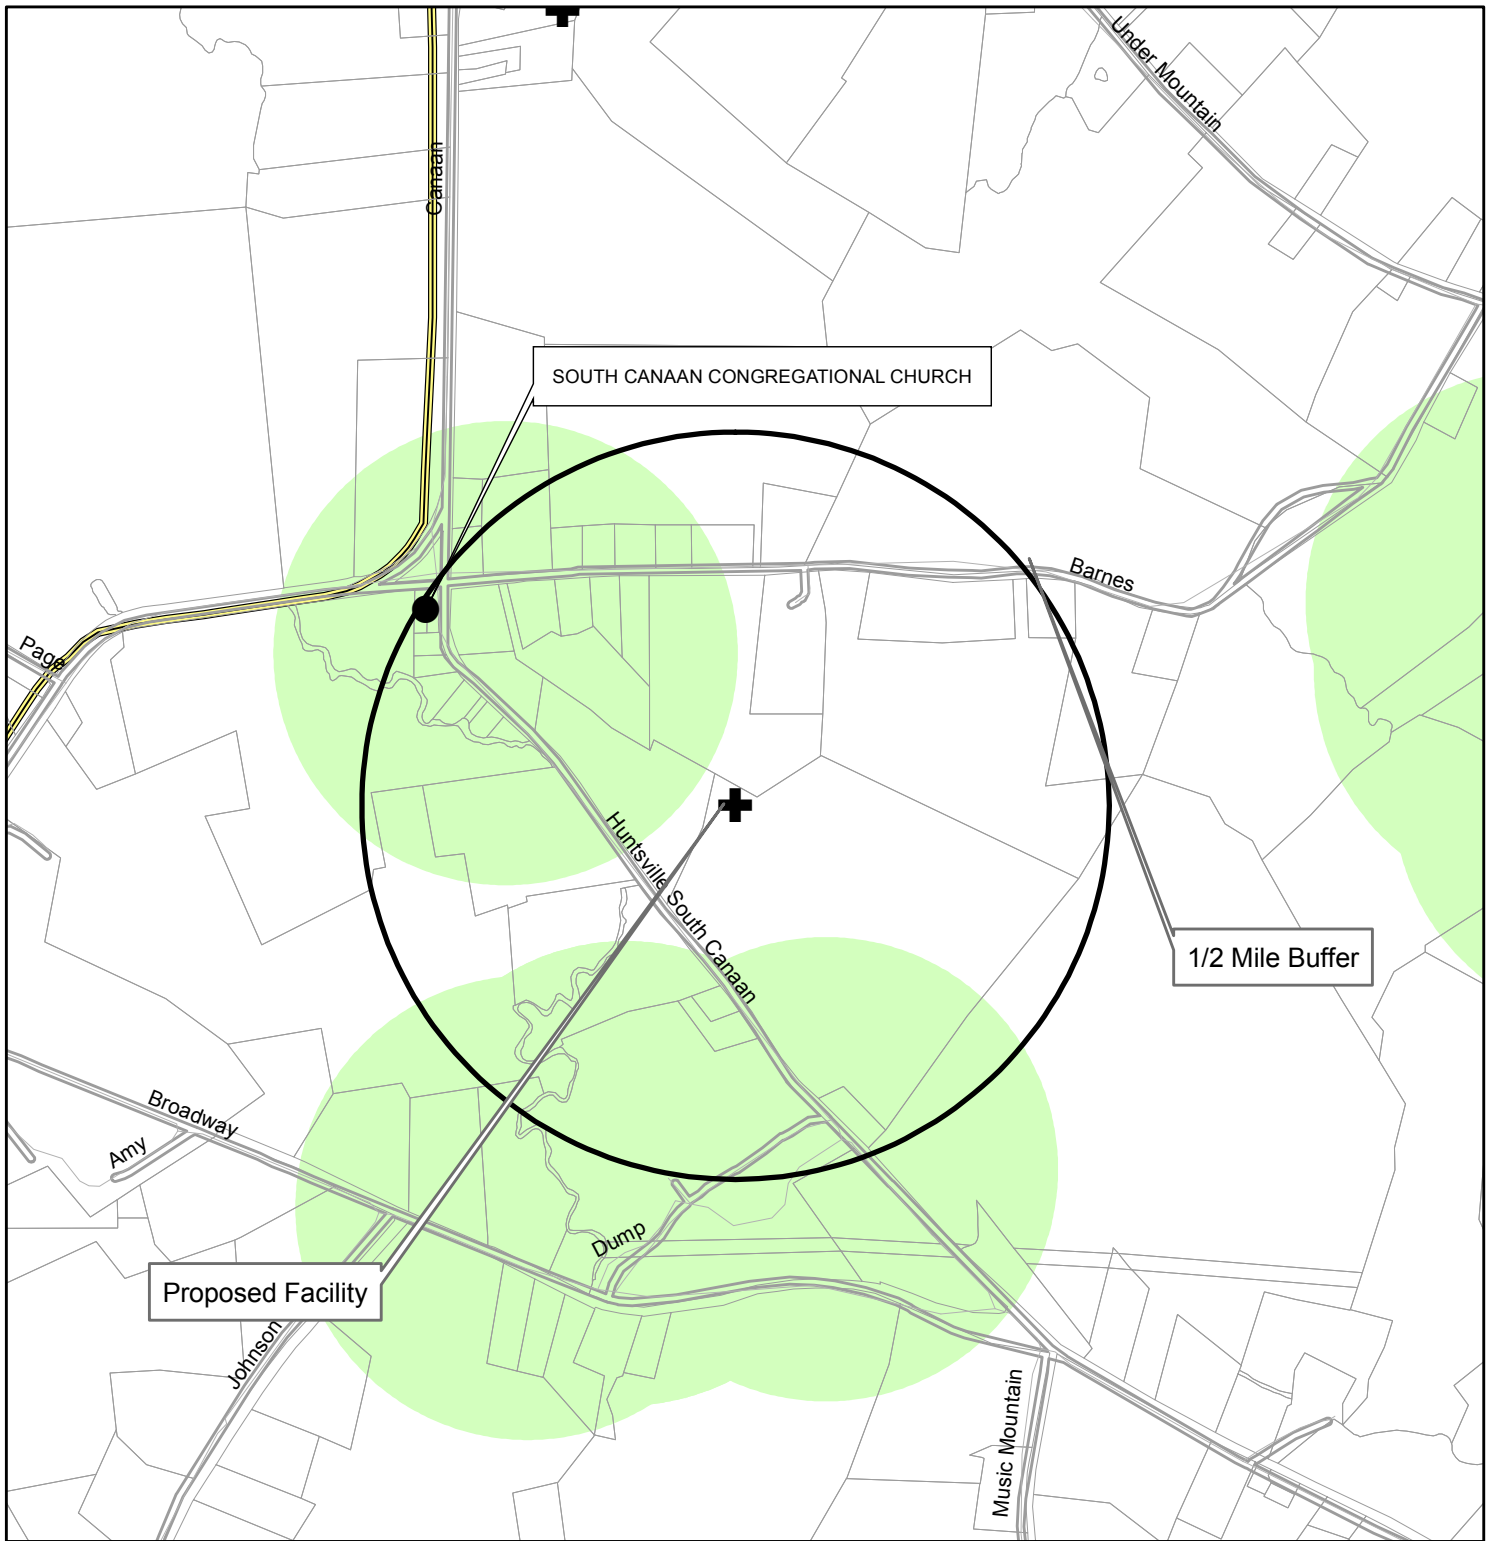 Under Mountain
Canaan
SOUTH CANAAN CONGREGATIONAL CHURCH
Barnes
Page
Huntsville South Canaan
1/2 Mile Buffer
Broadway
Amy
Dump
Proposed Facility
Johnson
Music Mountain